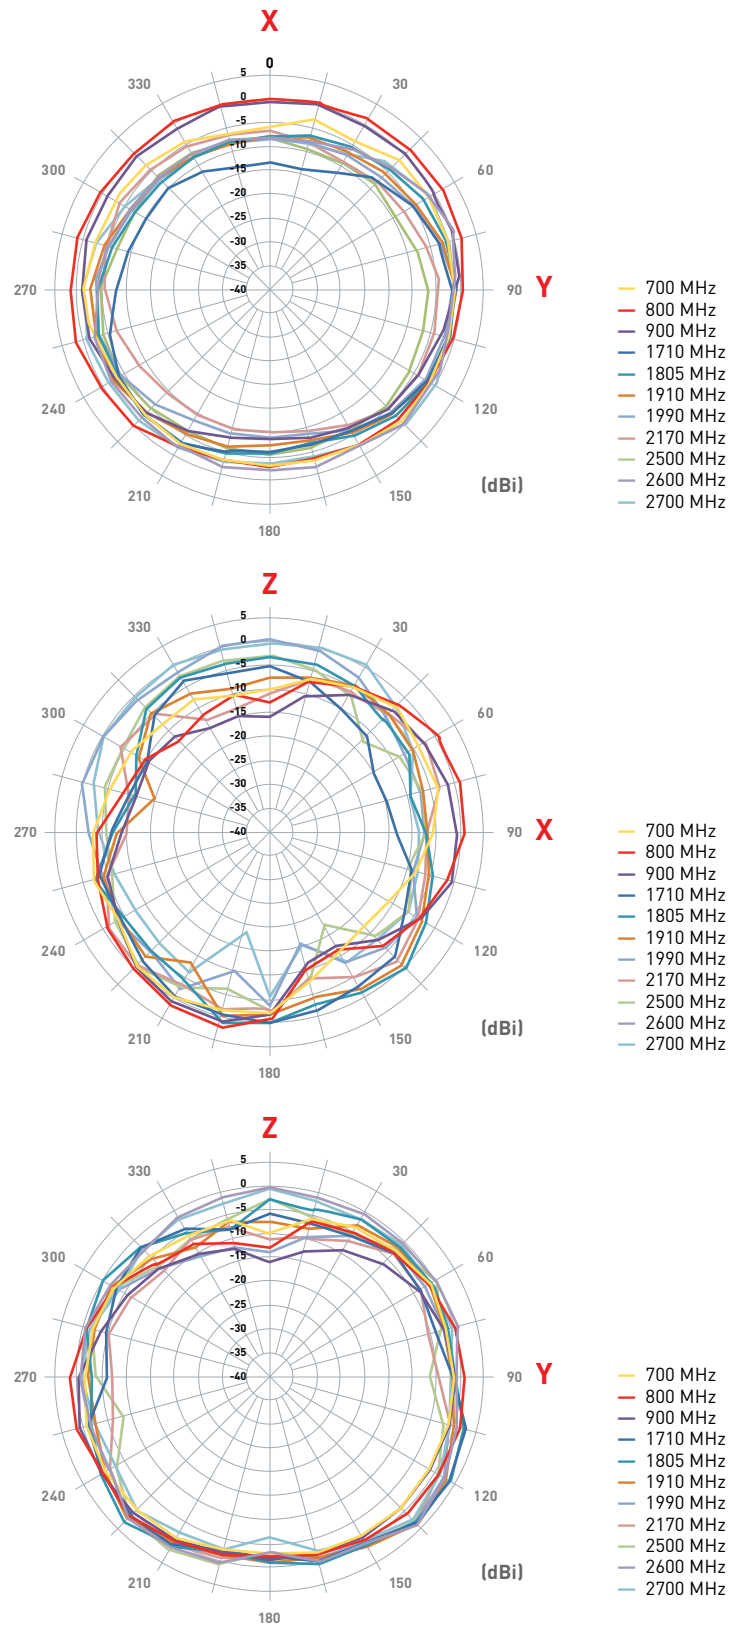 X
0
5
330
30
0
-5
-10
-15
300
60
-20
-25
-30
-35
-40
270
90
Y
700 MHz
800 MHz
900 MHz
1710 MHz
1805 MHz
240
120
1910 MHz
1990 MHz
2170 MHz
2500 MHz
2600 MHz
2700 MHz
210
150
(dBi)
180
Z
5
330
30
0
-5
-10
-15
300
60
-20
-25
-30
-35
-40
270
90
X
700 MHz
800 MHz
900 MHz
1710 MHz
1805 MHz
240
120
1910 MHz
1990 MHz
2170 MHz
2500 MHz
2600 MHz
2700 MHz
210
150
(dBi)
180
Z
5
330
30
0
-5
-10
-15
300
60
-20
-25
-30
-35
-40
270
90
Y
700 MHz
800 MHz
900 MHz
1710 MHz
1805 MHz
240
120
1910 MHz
1990 MHz
2170 MHz
2500 MHz
2600 MHz
2700 MHz
210
150
(dBi)
180